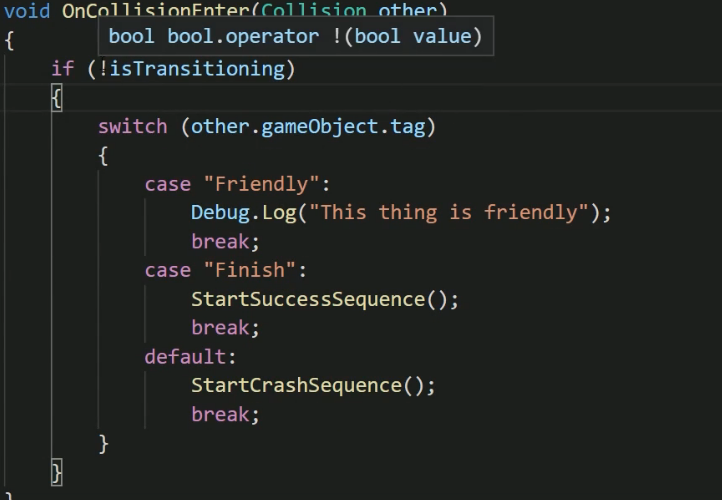 void OnCollisionEnter(Collision other)
{
bool bool.operator !(bool value)
if (!isTransitioning)
{
switch (other.gameObject.tag)
{
case "Friendly":
Debug.Log("This thing is friendly");
break;
case "Finish":
StartSuccessSequence();
break;
default:
StartCrashSequence();
break;
}
}
}